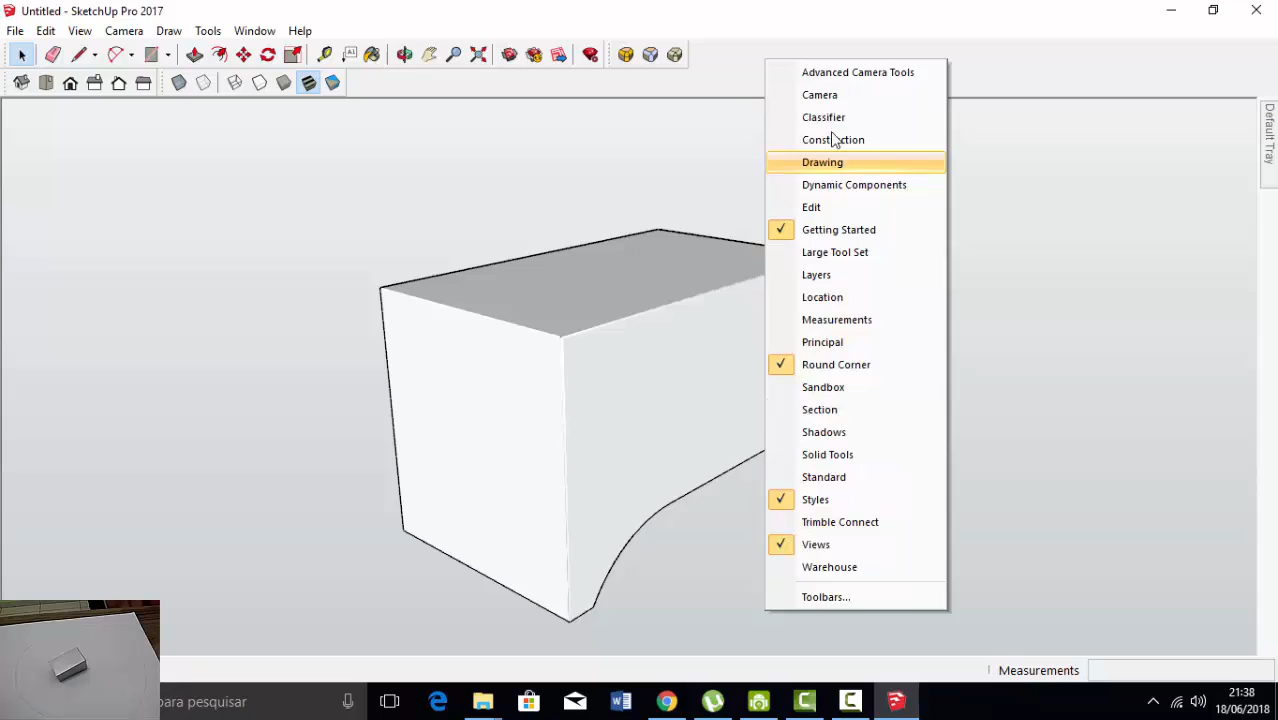 Untitled - SketchUp Pro 2017
File Edit View Camera Draw Tools Window Help
A1
Advanced Camera Tools
Camera
Classifier
Construction
Drawing
Dynamic Components
Edit
Getting Started
Large Tool Set
Layers
Location
Measurements
Principal
Round Corner
Sandbox
Section
Shadows
Solid Tools
Standard
Styles
Trimble Connect
Views
Warehouse
Toolbars...
Default Tray
Measurements
para pesquisar
21:38
18/06/2018